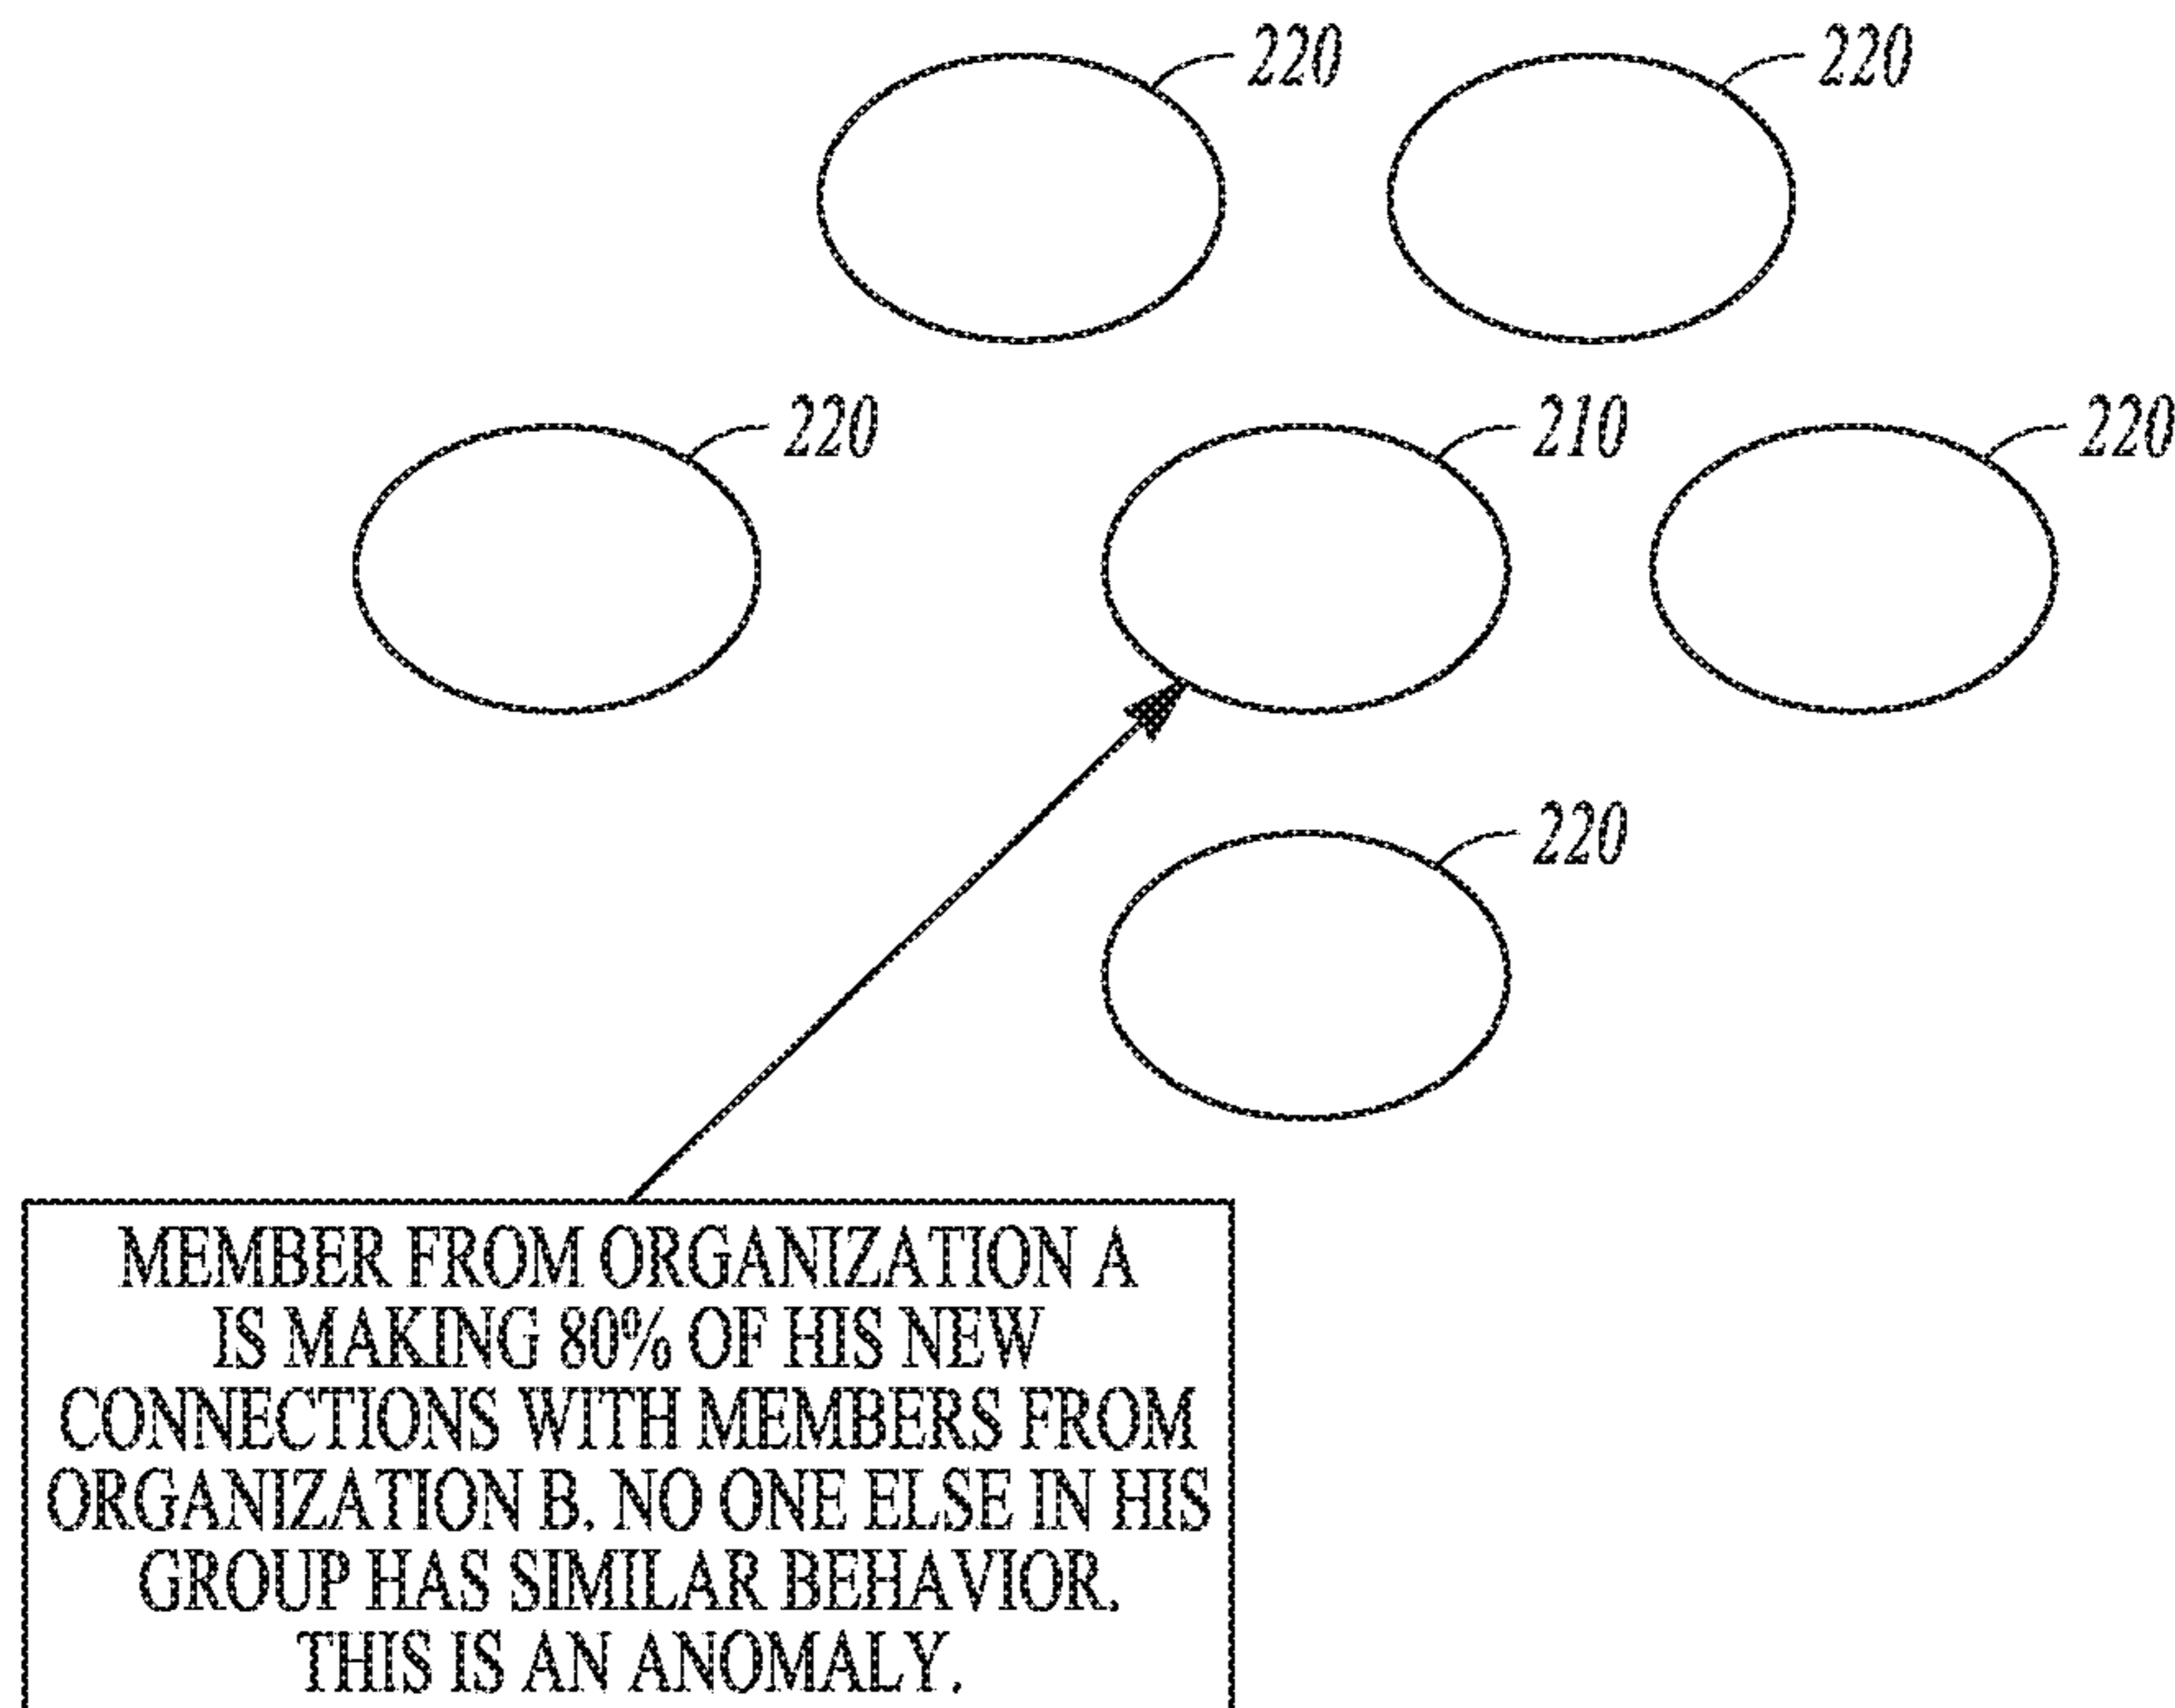 220
220
220
210
220
220
MEMBER FROM ORGANIZATION A
IS MAKING 80% OF HIS NEW
CONNECTIONS WITH MEMBERS FROM
ORGANIZATION B. NO ONE ELSE IN HIS
GROUP HAS SIMILAR BEHAVIOR.
THIS IS AN ANOMALY.